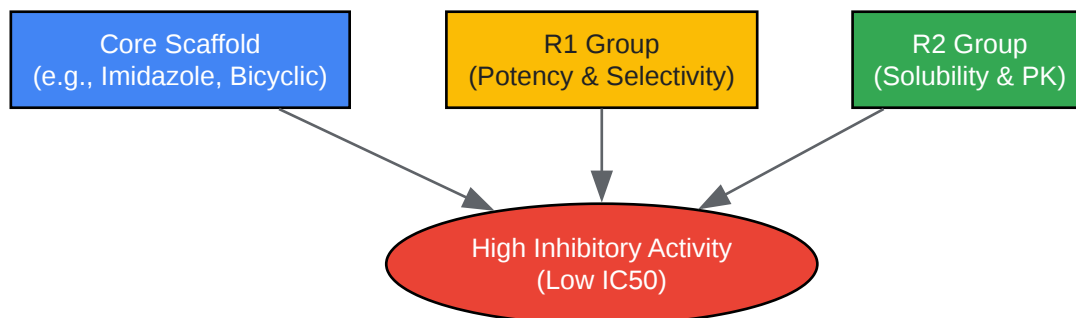 Core Scaffold
(e.g., Imidazole, Bicyclic)
R1 Group
(Potency & Selectivity)
R2 Group
(Solubility & PK)
High Inhibitory Activity
(Low IC50)